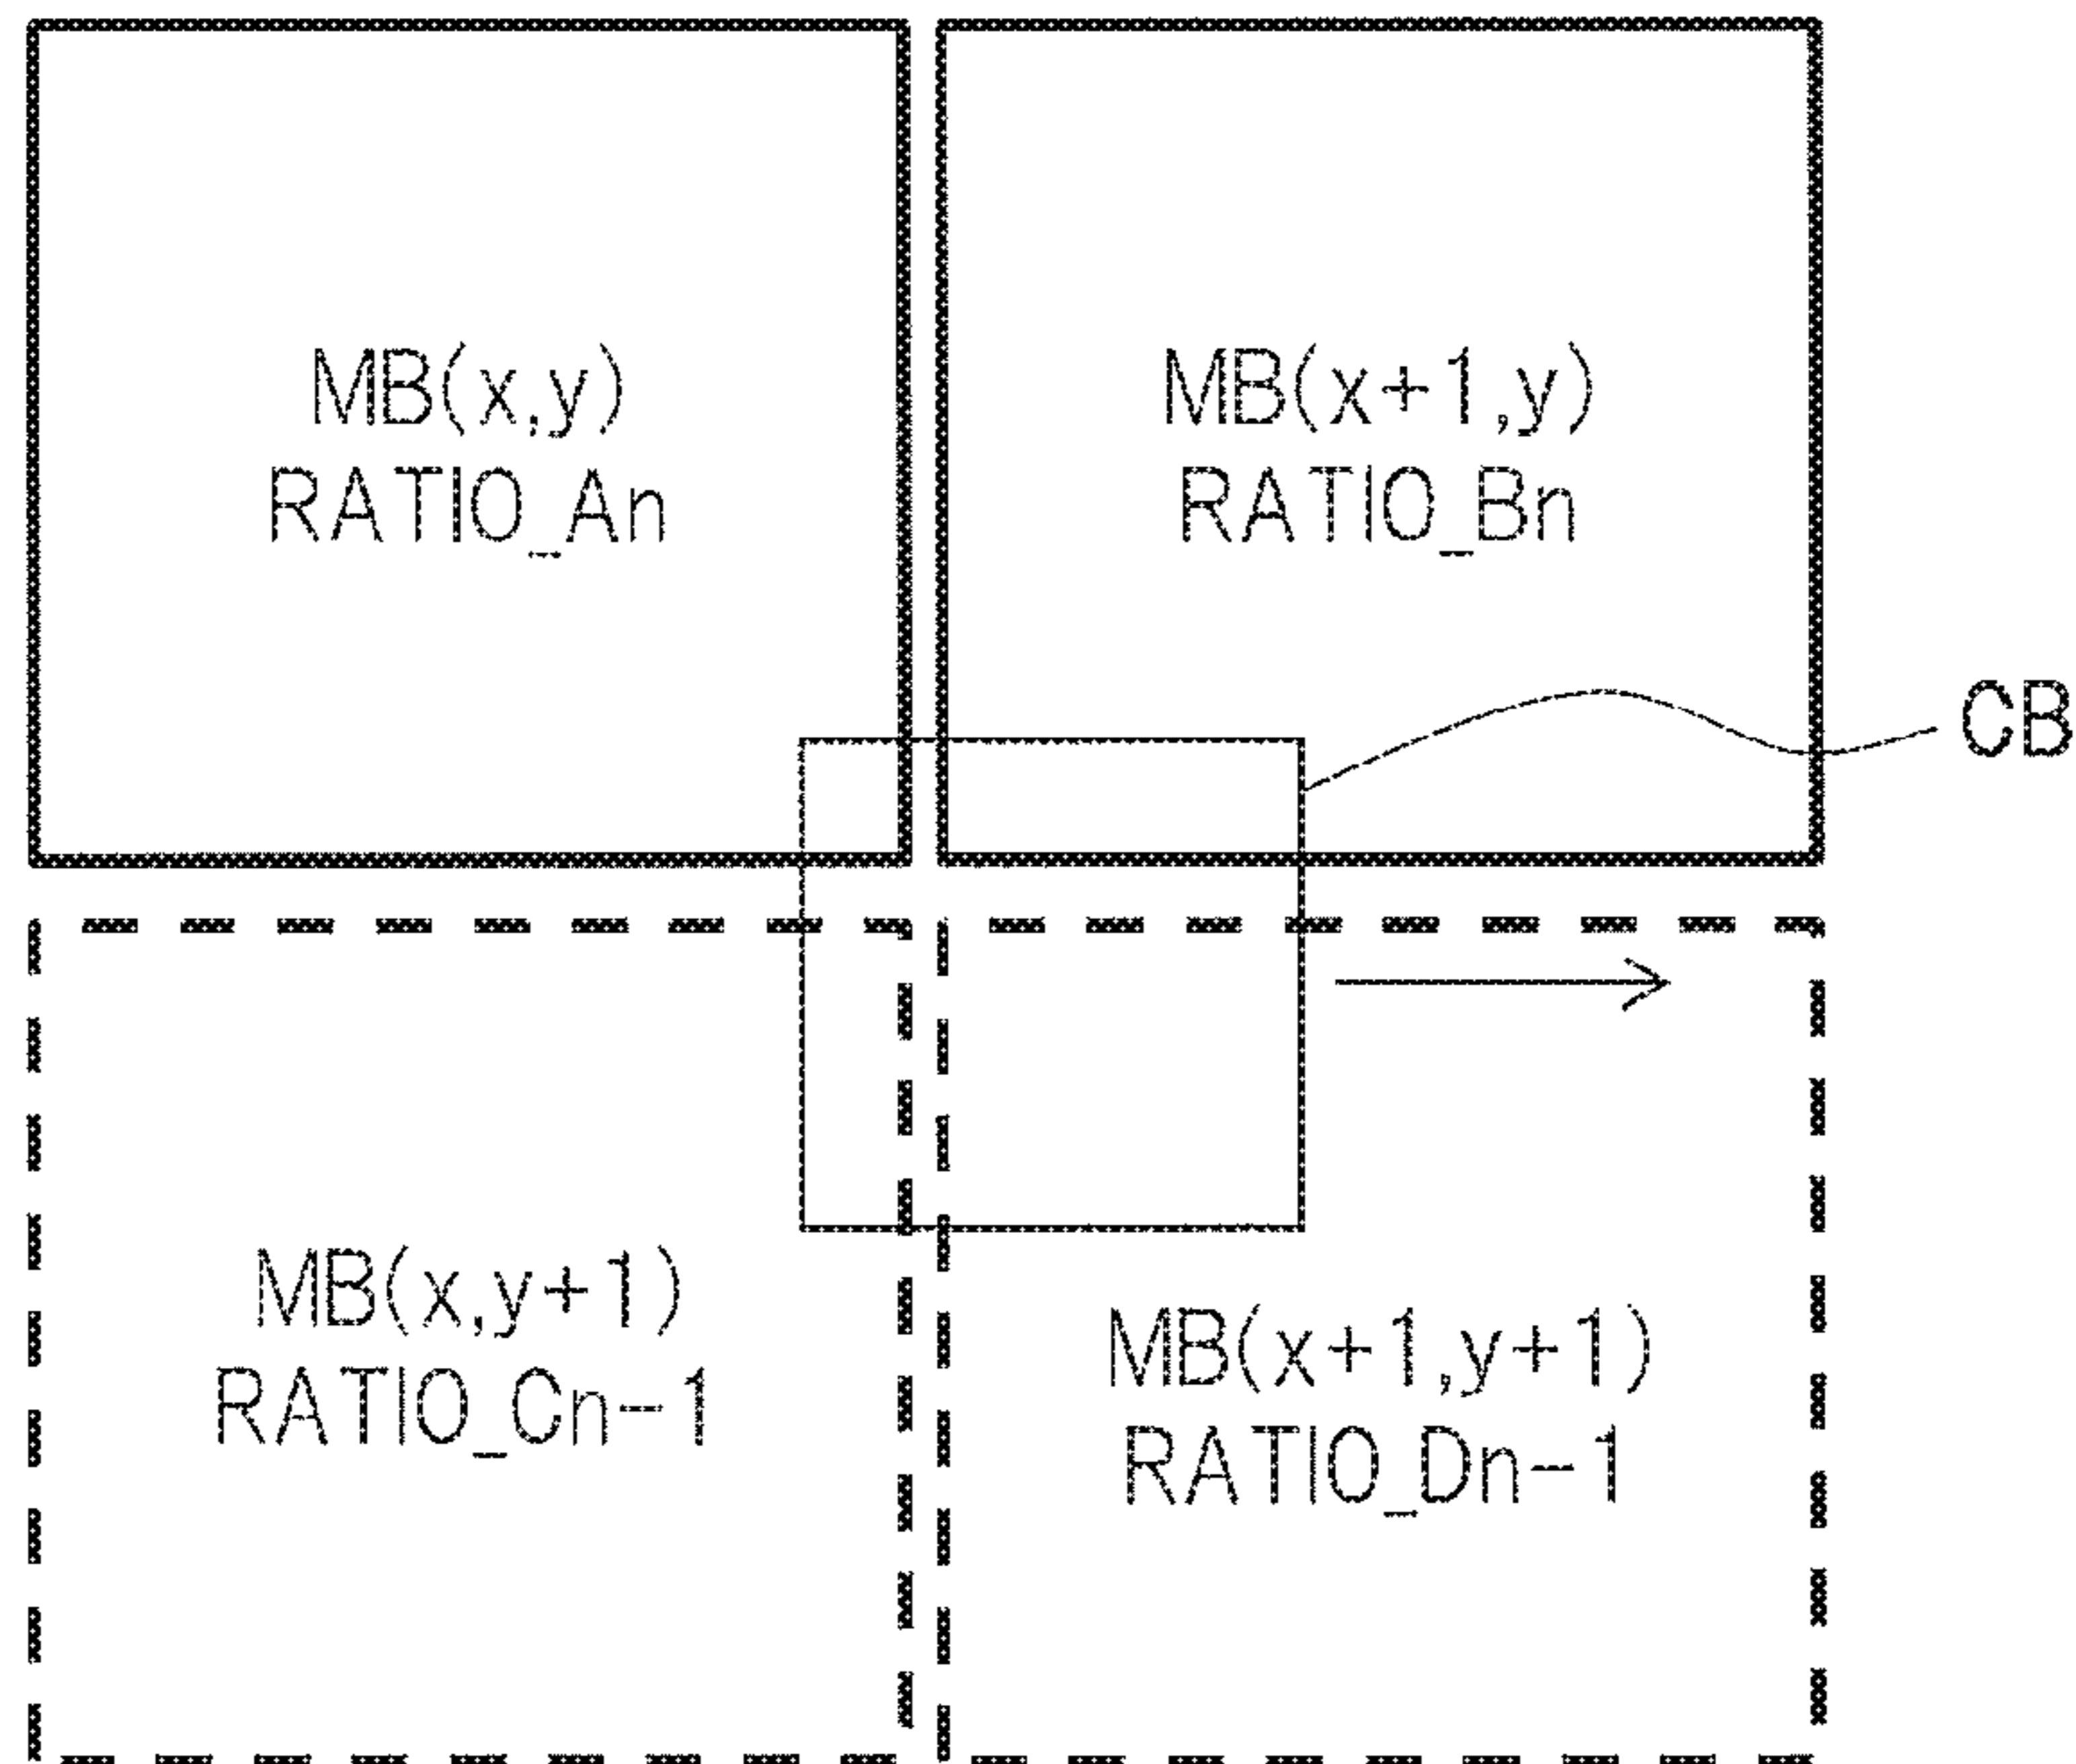 MB(x,y)
RATIO_An
MB(x+1,y)
RATIO_Bn
CB
MB(x,y+1)
RATIO_Cn-1
MB(x+1,y+1)
RATIO_Dn-1